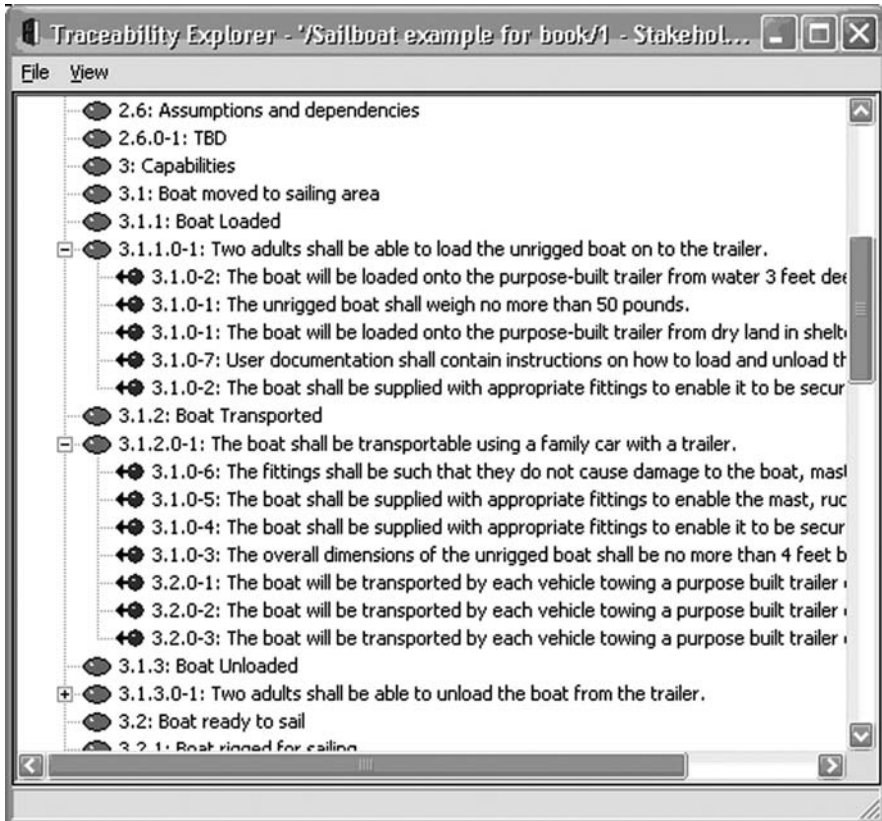 Traceability Explorer - '/Sailboat example for book/1 - Stakehol...
File View
2.6: Assumptions and dependencies
2.6.0-1: TBD
3: Capabilities
3.1: Boat moved to sailing area
3.1.1: Boat Loaded
3.1.1.0-1: Two adults shall be able to load the unrigged boat on to the trailer.
3.1.0-2: The boat will be loaded onto the purpose-built trailer from water 3 feet dee
3.1.0-1: The unrigged boat shall weigh no more than 50 pounds.
3.1.0-1: The boat will be loaded onto the purpose-built trailer from dry land in shelt
3.1.0-7: User documentation shall contain instructions on how to load and unload th
3.1.0-2: The boat shall be supplied with appropriate fittings to enable it to be secur
3.1.2: Boat Transported
3.1.2.0-1: The boat shall be transportable using a family car with a trailer.
3.1.0-6: The fittings shall be such that they do not cause damage to the boat, mast
3.1.0-5: The boat shall be supplied with appropriate fittings to enable the mast, rud
3.1.0-4: The boat shall be supplied with appropriate fittings to enable it to be secur
3.1.0-3: The overall dimensions of the unrigged boat shall be no more than 4 feet b
3.2.0-1: The boat will be transported by each vehicle towing a purpose built trailer
3.2.0-2: The boat will be transported by each vehicle towing a purpose built trailer
3.2.0-3: The boat will be transported by each vehicle towing a purpose built trailer
3.1.3: Boat Unloaded
3.1.3.0-1: Two adults shall be able to unload the boat from the trailer.
3.2: Boat ready to sail
3.2.1: Boat rigged for sailing